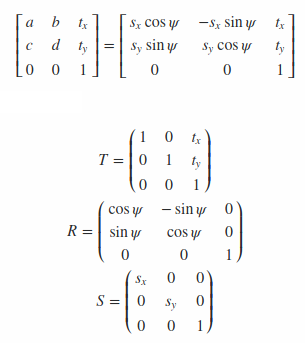 [ a b t_x ; c d t_y ; 0 0 1 ] = [ s_x cos ψ −s_x sin ψ t_x ; s_y sin ψ s_y cos ψ t_y ; 0 0 1 ]
T = ( 1 0 t_x ; 0 1 t_y ; 0 0 1 )
R = ( cos ψ − sin ψ 0 ; sin ψ cos ψ 0 ; 0 0 1 )
S = ( s_x 0 0 ; 0 s_y 0 ; 0 0 1 )